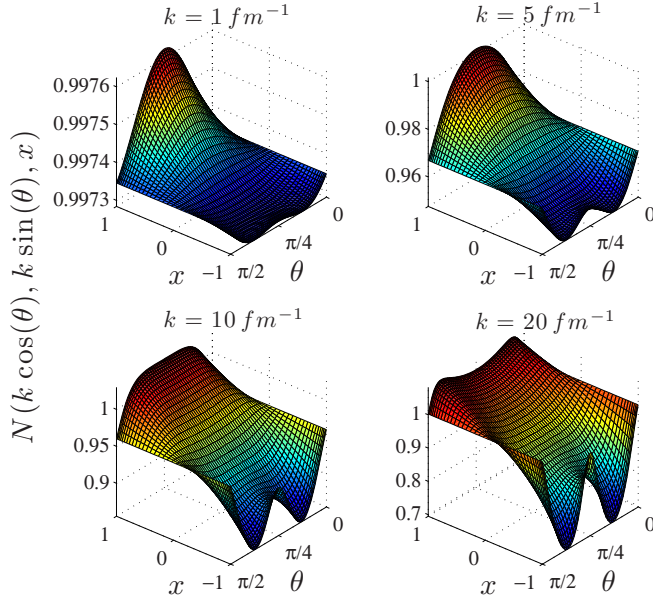 k = 1 fm⁻¹
k = 5 fm⁻¹
0.9976
0.9975
0.9974
0.9973
1
0
−1
x
π/2
π/4
0
θ
1
0.98
0.96
1
0
−1
x
π/2
π/4
0
θ
N(k cos(θ), k sin(θ), x)
k = 10 fm⁻¹
k = 20 fm⁻¹
1
0.95
0.9
1
0
−1
x
π/2
π/4
0
θ
1
0.9
0.8
0.7
1
0
−1
x
π/2
π/4
0
θ